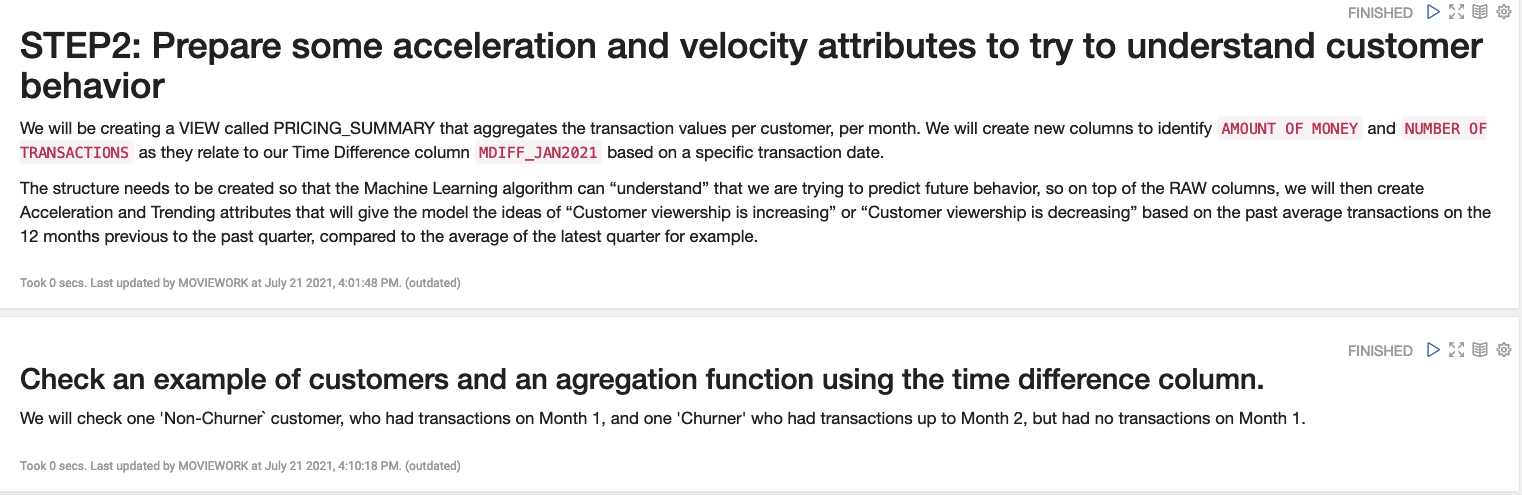 FINISHED
STEP2: Prepare some acceleration and velocity attributes to try to understand customer
behavior
We will be creating a VIEW called PRICING_SUMMARY that aggregates the transaction values per customer, per month. We will create new columns to identify AMOUNT OF MONEY and NUMBER OF
TRANSACTIONS as they relate to our Time Difference column MDIFF_JAN2021 based on a specific transaction date.
The structure needs to be created so that the Machine Learning algorithm can “understand” that we are trying to predict future behavior, so on top of the RAW columns, we will then create
Acceleration and Trending attributes that will give the model the ideas of “Customer viewership is increasing” or “Customer viewership is decreasing” based on the past average transactions on the
12 months previous to the past quarter, compared to the average of the latest quarter for example.
Took 0 secs. Last updated by MOVIEWORK at July 21 2021, 4:01:48 PM. (outdated)
FINISHED
Check an example of customers and an agregation function using the time difference column.
We will check one 'Non-Churner` customer, who had transactions on Month 1, and one 'Churner' who had transactions up to Month 2, but had no transactions on Month 1.
Took 0 secs. Last updated by MOVIEWORK at July 21 2021, 4:10:18 PM. (outdated)